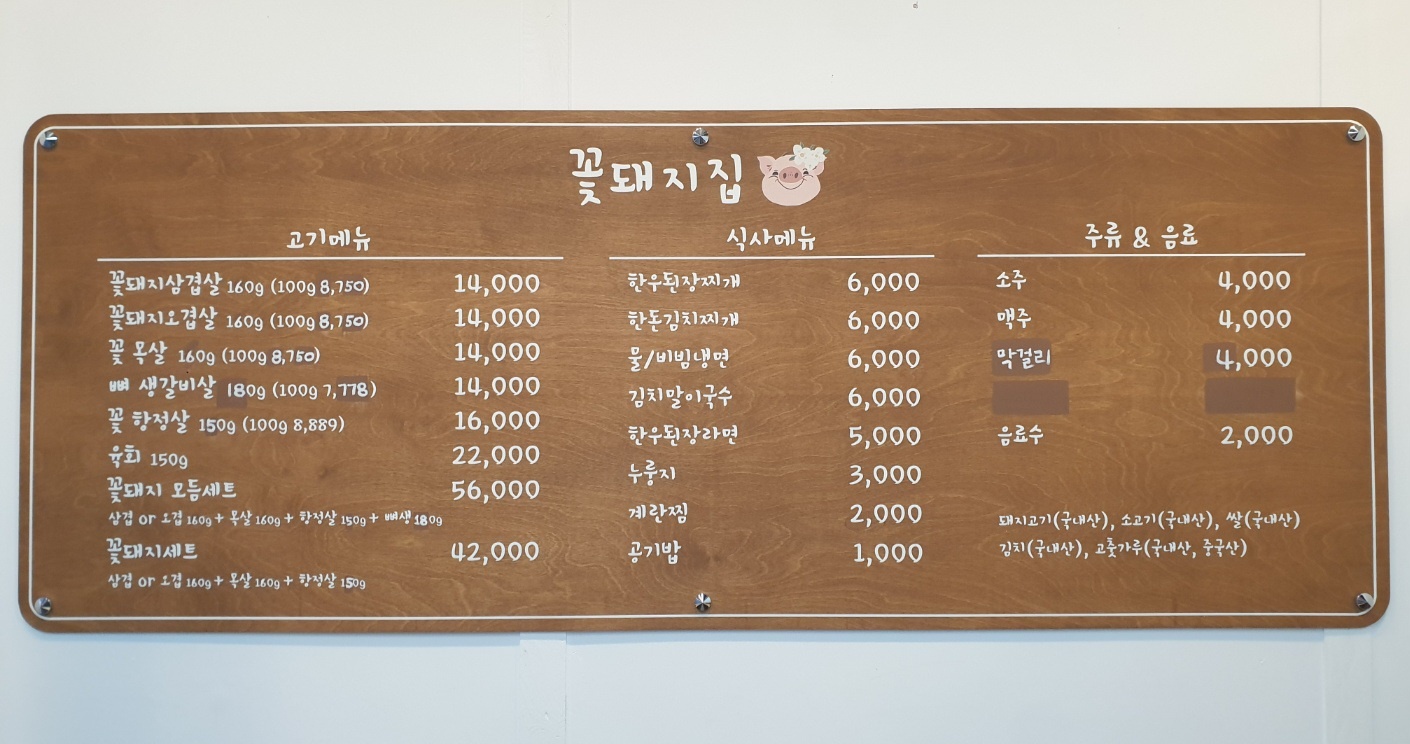 꽃돼지집
고기메뉴
꽃돼지삼겹살 160g (100g 8,750) 14,000
꽃돼지오겹살 160g (100g 8,750) 14,000
꽃 목살 160g (100g 8,750) 14,000
뼈 생갈비살 180g (100g 7,778) 14,000
꽃 항정살 150g (100g 8,889) 16,000
육회 150g 22,000
꽃돼지 모듬세트 56,000
삼겹 or 오겹 160g + 목살 160g + 항정살 150g + 뼈생 180g
꽃돼지세트 42,000
삼겹 or 오겹 160g + 목살 160g + 항정살 150g
식사메뉴
한우된장찌개 6,000
한돈김치찌개 6,000
물/비빔냉면 6,000
김치말이국수 6,000
한우된장라면 5,000
누룽지 3,000
계란찜 2,000
공기밥 1,000
주류 & 음료
소주 4,000
맥주 4,000
막걸리 4,000
음료수 2,000
돼지고기(국내산), 소고기(국내산), 쌀(국내산)
김치(국내산), 고춧가루(국내산, 중국산)